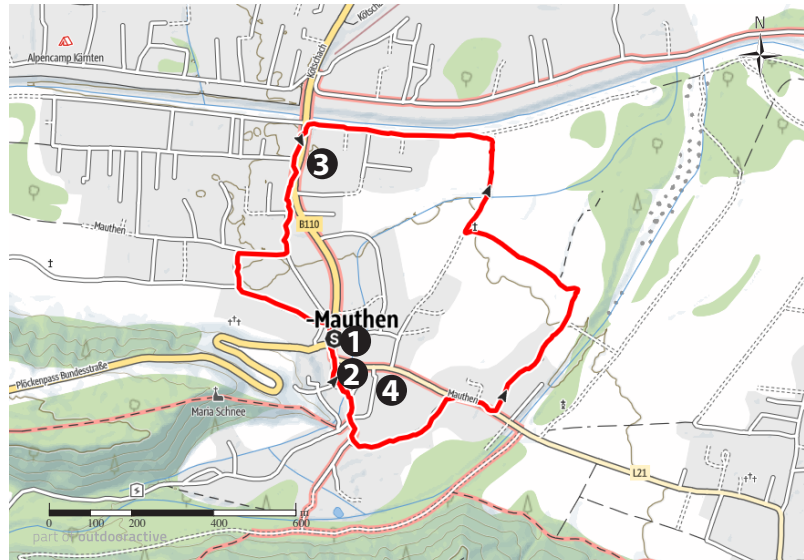 Alpencamp Kärnten
Kötschach
Kötschach
N
3
Mauthen
B110
-Mauthen
S
1
2
4
Plöckenpass Bundesstraße
Maria Schnee
Mauthen
L21
0 100 200 400 600 m
part of outdooractive